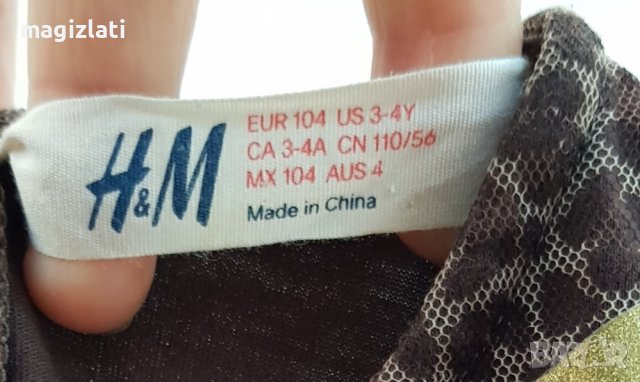 magizlati
H&M
EUR 104 US 3-4Y
CA 3-4A CN 110/56
MX 104 AUS 4
Made in China